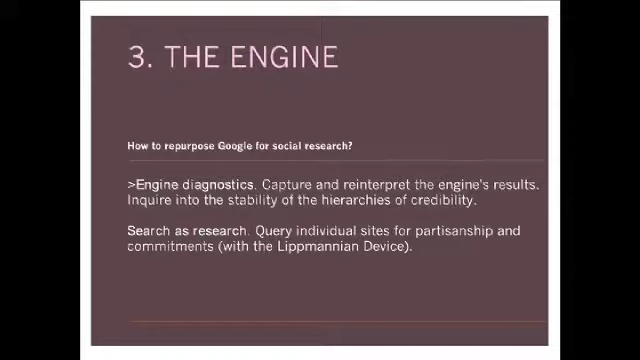 3. THE ENGINE
How to repurpose Google for social research?
>Engine diagnostics. Capture and reinterpret the engine's results.
Inquire into the stability of the hierarchies of credibility.
Search as research. Query individual sites for partisanship and
commitments (with the Lippmannian Device).